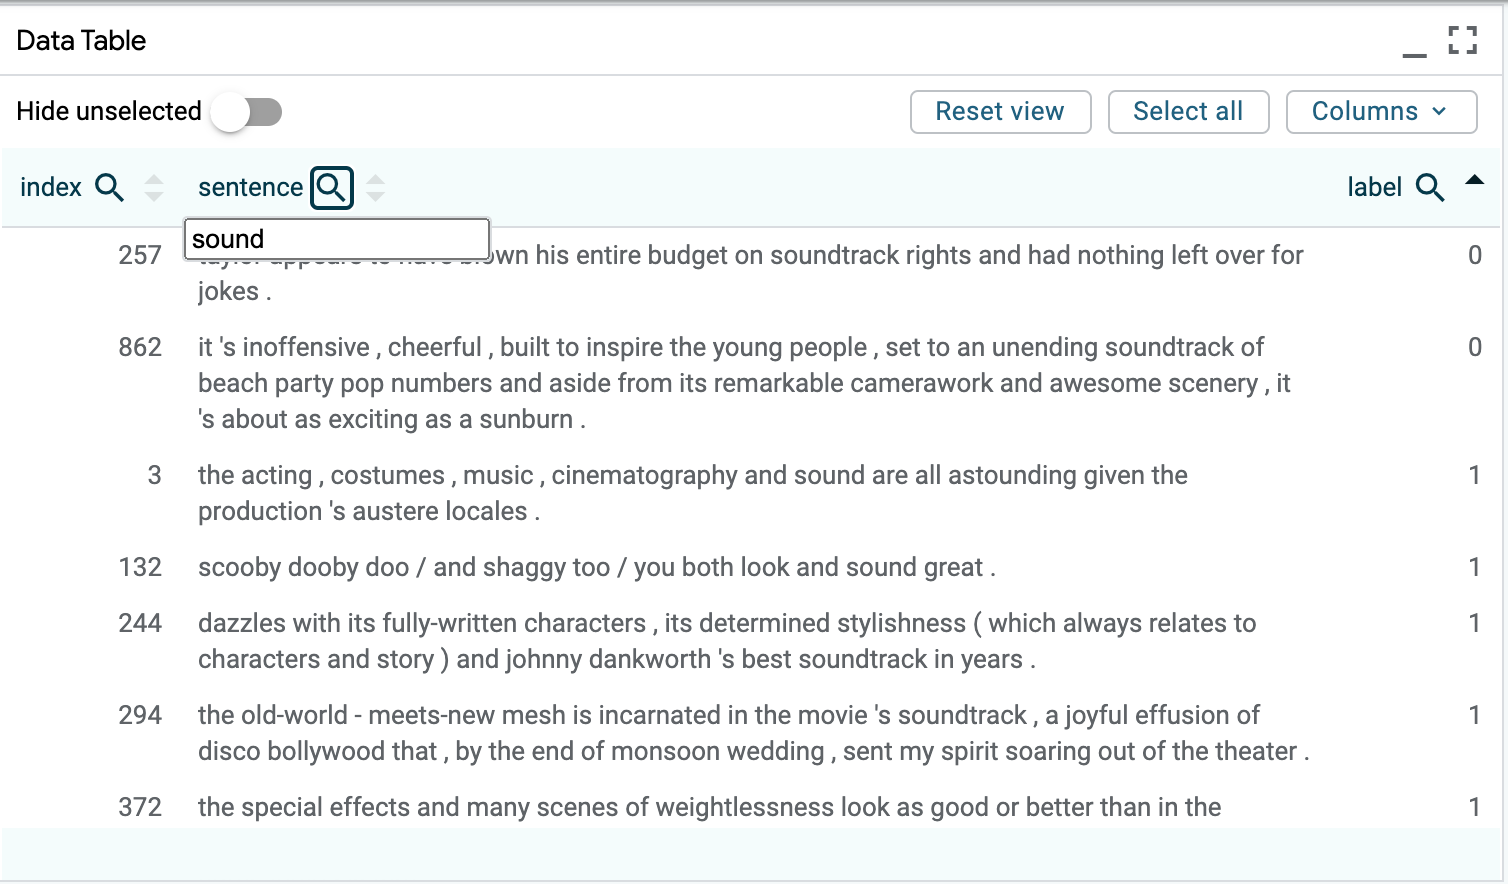 Data Table
Hide unselected
Reset view
Select all
Columns
index
sentence
label
sound
257 own his entire budget on soundtrack rights and had nothing left over for 0
jokes .
862 it 's inoffensive , cheerful , built to inspire the young people , set to an unending soundtrack of 0
beach party pop numbers and aside from its remarkable camerawork and awesome scenery , it
's about as exciting as a sunburn .
3 the acting , costumes , music , cinematography and sound are all astounding given the 1
production 's austere locales .
132 scooby dooby doo / and shaggy too / you both look and sound great . 1
244 dazzles with its fully-written characters , its determined stylishness ( which always relates to 1
characters and story ) and johnny dankworth 's best soundtrack in years .
294 the old-world - meets-new mesh is incarnated in the movie 's soundtrack , a joyful effusion of 1
disco bollywood that , by the end of monsoon wedding , sent my spirit soaring out of the theater .
372 the special effects and many scenes of weightlessness look as good or better than in the 1